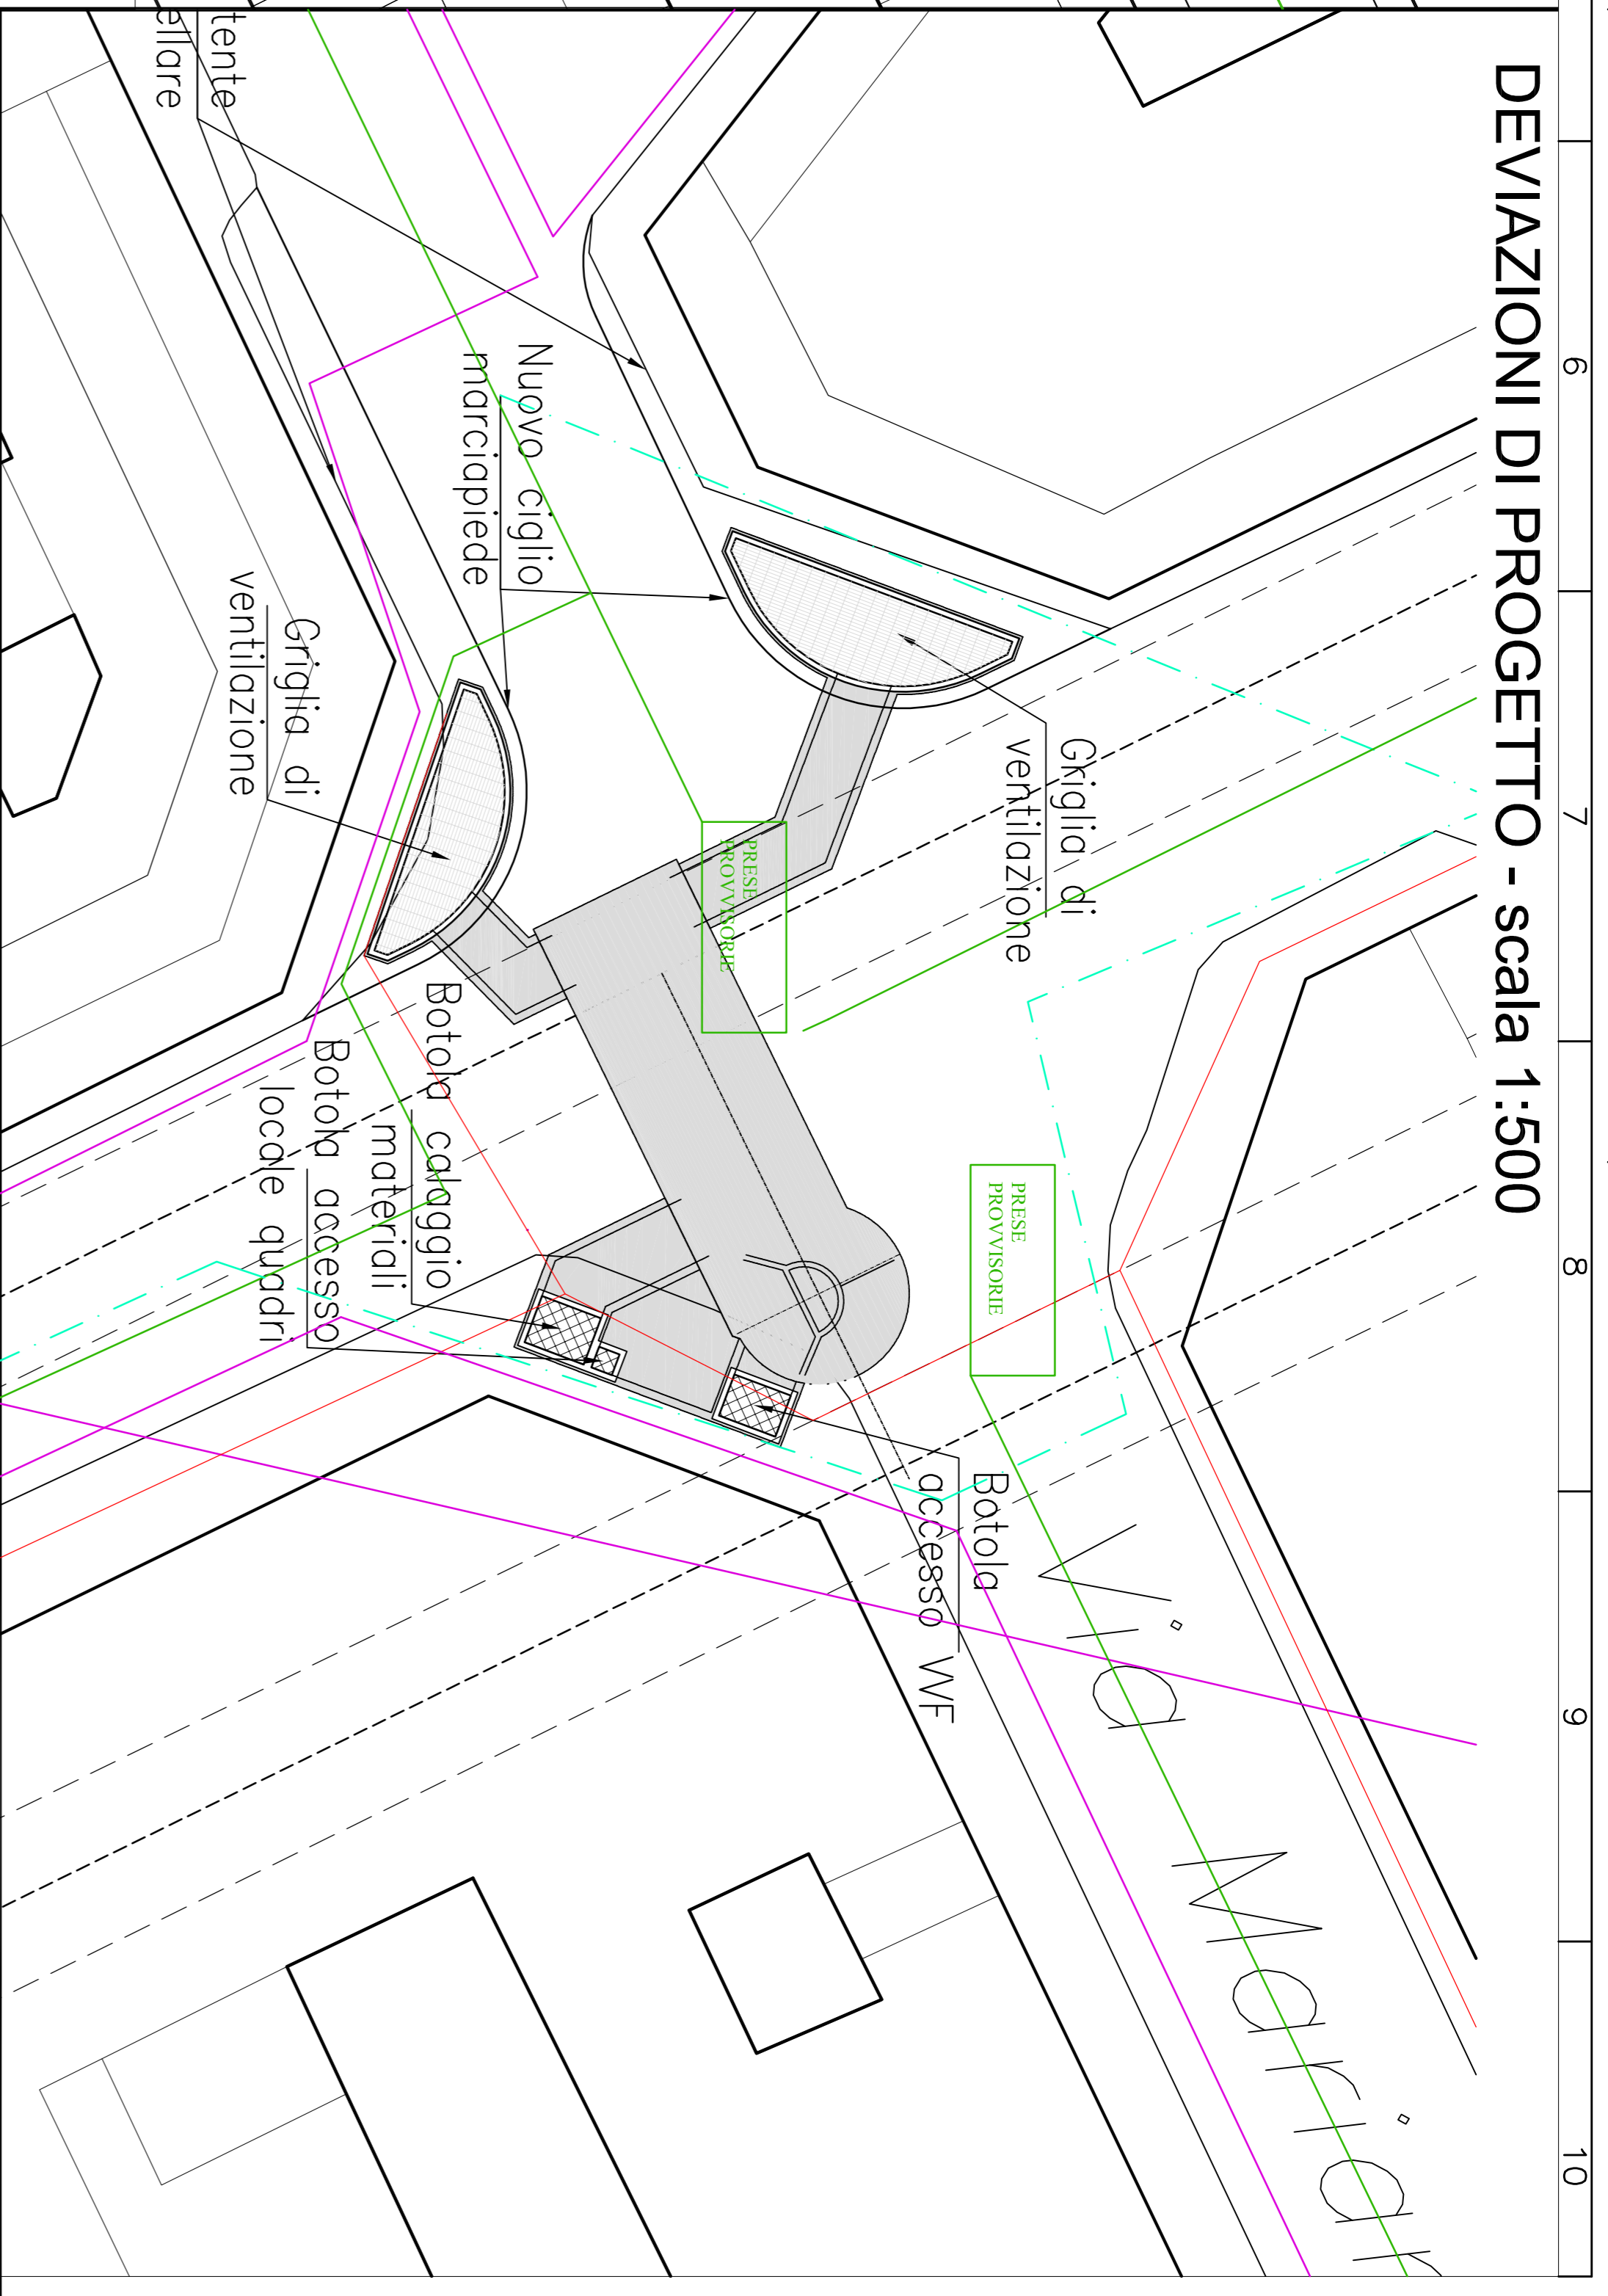 DEVIAZIONI DI PROGETTO - scala 1:500
6
7
8
9
10
tente
ellare
Nuovo ciglio
marciapiede
Griglia di
ventilazione
Griglia di
ventilazione
PRESE
PROVVISORIE
PRESE
PROVVISORIE
Botola calaggio
materiali
Botola accesso
locale quadri
Botola
accesso VVF
Via Marian